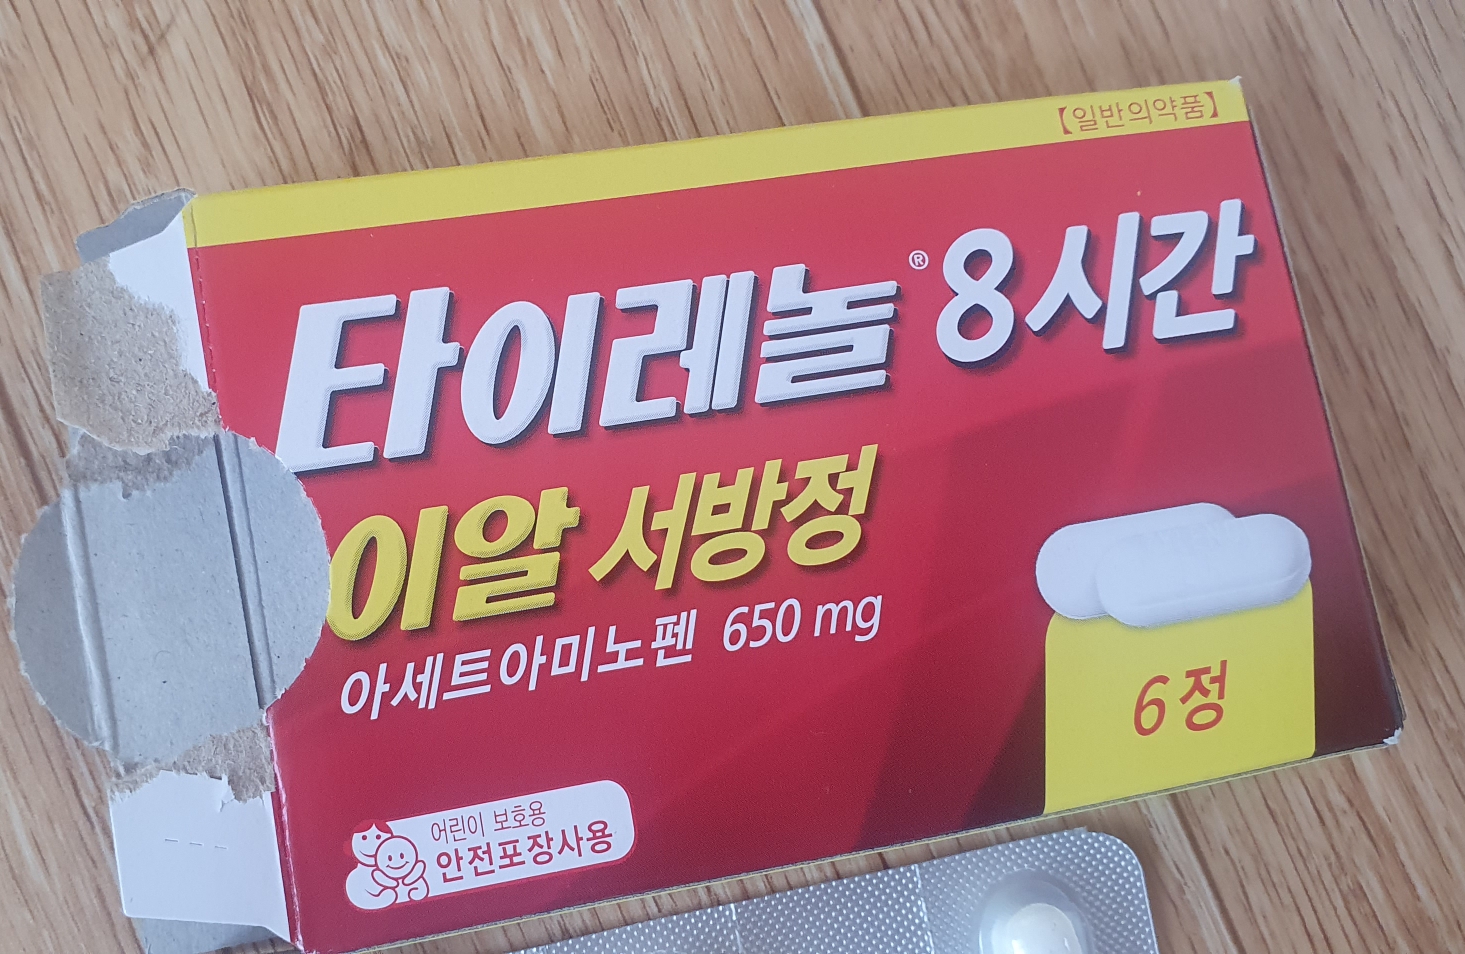 【일반의약품】
타이레놀® 8시간
이알 서방정
아세트아미노펜 650 mg
6정
어린이 보호용
안전포장사용